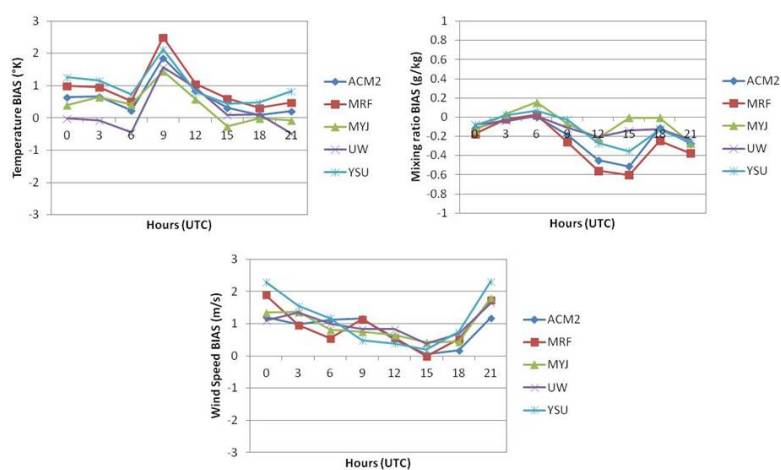 3
2
1
0
-1
-2
-3
0 3 6 9 12 15 18 21
Temperature BIAS (°K)
Hours (UTC)
ACM2
MRF
MYJ
UW
YSU
1
0.8
0.6
0.4
0.2
0
-0.2
-0.4
-0.6
-0.8
-1
0 3 6 9 12 15 18 21
Mixing ratio BIAS (g/kg)
Hours (UTC)
ACM2
MRF
MYJ
UW
YSU
3
2
1
0
-1
-2
-3
0 3 6 9 12 15 18 21
Wind Speed BIAS (m/s)
Hours (UTC)
ACM2
MRF
MYJ
UW
YSU